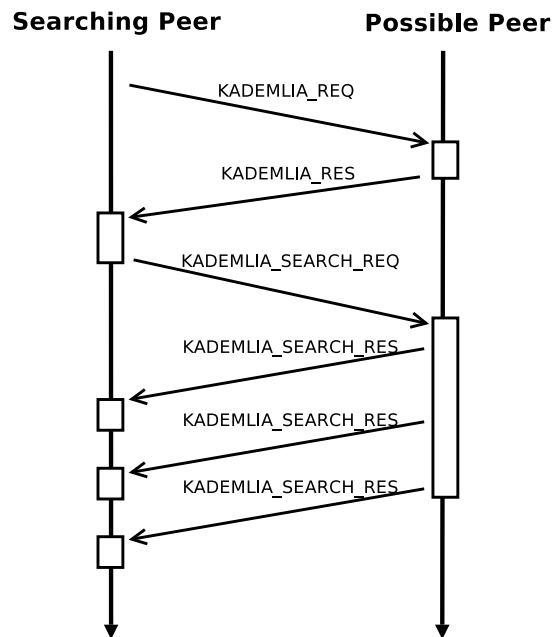 Searching Peer
Possible Peer
KADEMLIA_REQ
KADEMLIA_RES
KADEMLIA_SEARCH_REQ
KADEMLIA_SEARCH_RES
KADEMLIA_SEARCH_RES
KADEMLIA_SEARCH_RES